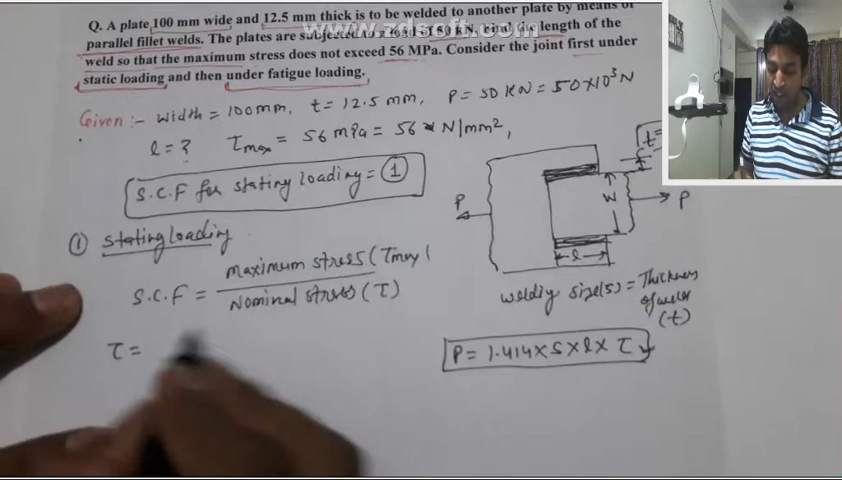 Q. A plate 100 mm wide and 12.5 mm thick is to be welded to another plate by means of
parallel fillet welds. The plates are subjected to a load of 50 kN. Find the length of the
weld so that the maximum stress does not exceed 56 MPa. Consider the joint first under
static loading and then under fatigue loading.
www.zdsoft.com
Given :- width = 100mm, t = 12.5 mm, P = 50 KN = 50×10³ N
l = ? τmax = 56 mPa = 56 N/mm²,
S.C.F for stating loading = 1
① Stating loading
S.C.F = maximum stress (τmax)
Nominal stress (τ)
τ =
P
W
P
l
t =
welding size(s) = Thickness
(t)
P = 1.414 × S × l × τ